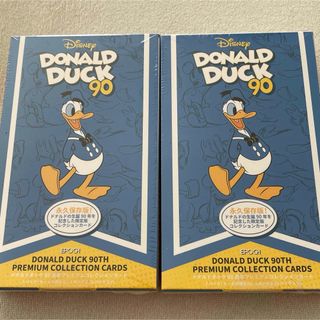 Disney
DONALD
DUCK
90
永久保存版!
ドナルドの生誕90年を
記念した限定版
コレクションカード
EPOCH
DONALD DUCK 90TH
PREMIUM COLLECTION CARDS
Disney
DONALD
DUCK
90
永久保存版!
ドナルドの生誕90年を
記念した限定版
コレクションカード
EPOCH
DONALD DUCK 90TH
PREMIUM COLLECTION CARDS